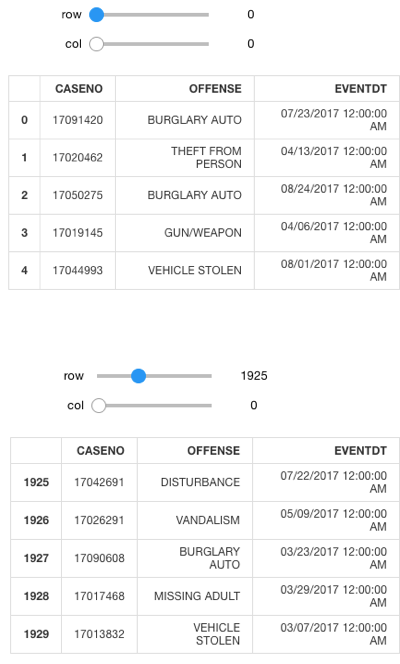 row 0
col 0
CASENO OFFENSE EVENTDT
0 17091420 BURGLARY AUTO 07/23/2017 12:00:00
AM
1 17020462 THEFT FROM
PERSON 04/13/2017 12:00:00
AM
2 17050275 BURGLARY AUTO 08/24/2017 12:00:00
AM
3 17019145 GUN/WEAPON 04/06/2017 12:00:00
AM
4 17044993 VEHICLE STOLEN 08/01/2017 12:00:00
AM
row 1925
col 0
CASENO OFFENSE EVENTDT
1925 17042691 DISTURBANCE 07/22/2017 12:00:00
AM
1926 17026291 VANDALISM 05/09/2017 12:00:00
AM
1927 17090608 BURGLARY
AUTO 03/23/2017 12:00:00
AM
1928 17017468 MISSING ADULT 03/29/2017 12:00:00
AM
1929 17013832 VEHICLE
STOLEN 03/07/2017 12:00:00
AM